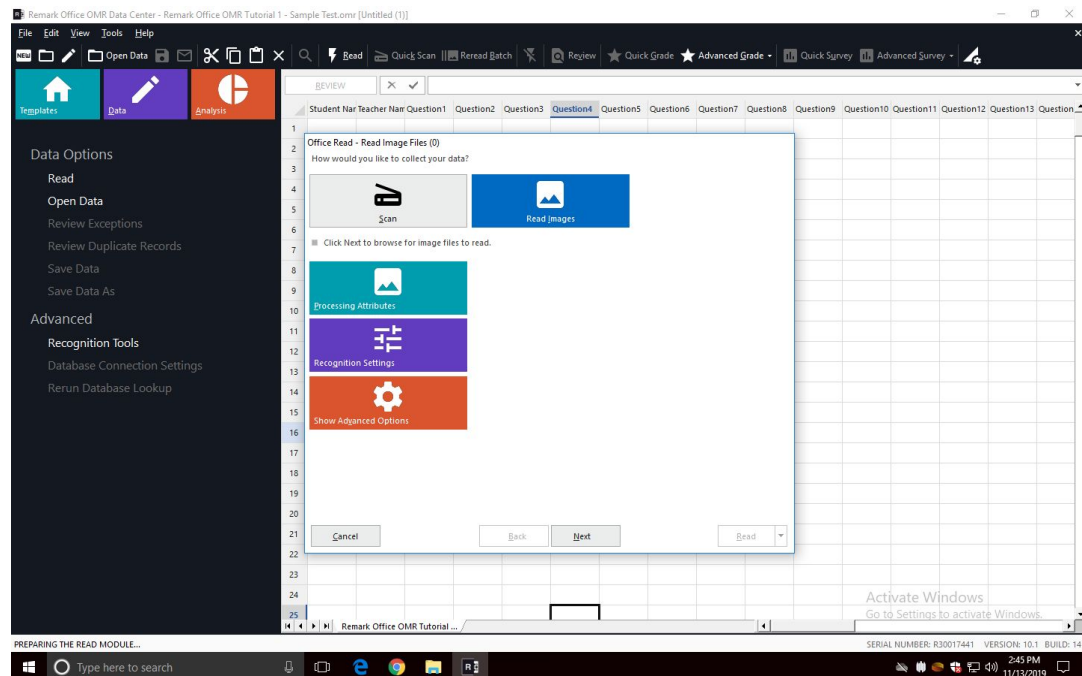 Remark Office OMR Data Center - Remark Office OMR Tutorial 1 - Sample Test.omr [Untitled (1)]
File Edit View Tools Help
NEW Open Data Read Quick Scan Reread Batch Review Quick Grade Advanced Grade Quick Survey Advanced Survey
Templates Data Analysis
REVIEW
Student Nar Teacher Nam Question1 Question2 Question3 Question4 Question5 Question6 Question7 Question8 Question9 Question10 Question11 Question12 Question13 Question
Data Options
Read
Open Data
Review Exceptions
Review Duplicate Records
Save Data
Save Data As
Advanced
Recognition Tools
Database Connection Settings
Rerun Database Lookup
1
2
3
4
5
6
7
8
9
10
11
12
13
14
15
16
17
18
19
20
21
22
23
24
25
Office Read - Read Image Files (0)
How would you like to collect your data?
Scan Read Images
Click Next to browse for image files to read.
Processing Attributes
Recognition Settings
Show Advanced Options
Cancel Back Next Read
Activate Windows
Go to Settings to activate Windows.
Remark Office OMR Tutorial ...
PREPARING THE READ MODULE... SERIAL NUMBER: R30017441 VERSION: 10.1 BUILD: 14
Type here to search
2:45 PM
11/13/2019